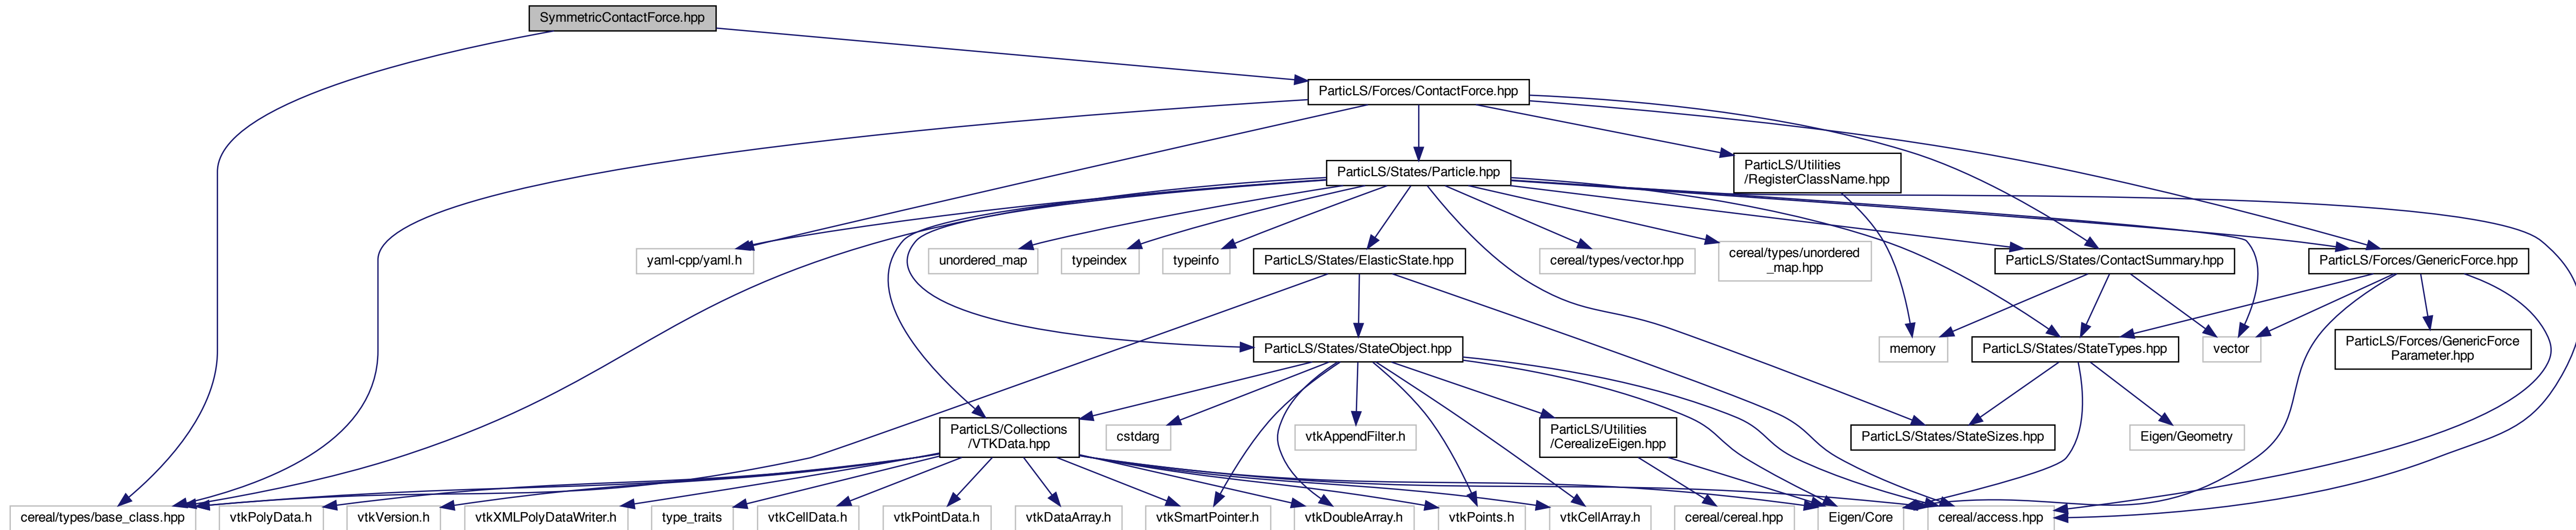 SymmetricContactForce.hpp
ParticLS/Forces/ContactForce.hpp
ParticLS/States/Particle.hpp
ParticLS/Utilities
/RegisterClassName.hpp
yaml-cpp/yaml.h
unordered_map
typeindex
typeinfo
ParticLS/States/ElasticState.hpp
cereal/types/vector.hpp
cereal/types/unordered
_map.hpp
ParticLS/States/ContactSummary.hpp
ParticLS/Forces/GenericForce.hpp
ParticLS/States/StateObject.hpp
memory
ParticLS/States/StateTypes.hpp
vector
ParticLS/Forces/GenericForce
Parameter.hpp
ParticLS/Collections
/VTKData.hpp
cstdarg
vtkAppendFilter.h
ParticLS/Utilities
/CerealizeEigen.hpp
ParticLS/States/StateSizes.hpp
Eigen/Geometry
cereal/types/base_class.hpp
vtkPolyData.h
vtkVersion.h
vtkXMLPolyDataWriter.h
type_traits
vtkCellData.h
vtkPointData.h
vtkDataArray.h
vtkSmartPointer.h
vtkDoubleArray.h
vtkPoints.h
vtkCellArray.h
cereal/cereal.hpp
Eigen/Core
cereal/access.hpp